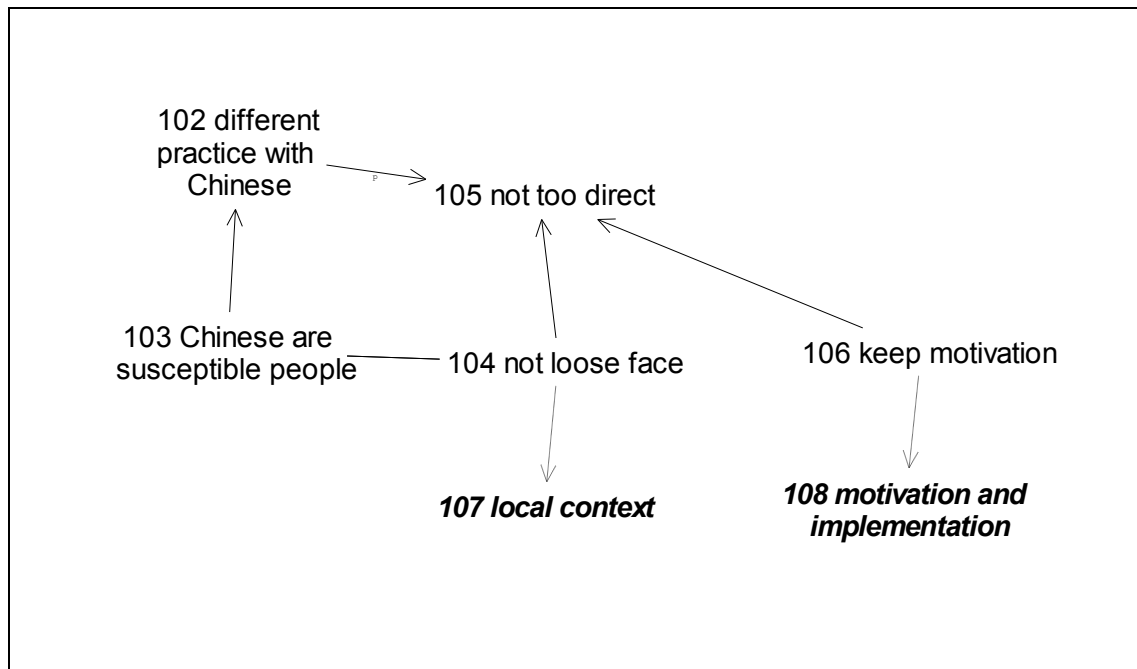 102 different
practice with
Chinese
P
105 not too direct
103 Chinese are
susceptible people
104 not loose face
106 keep motivation
107 local context
108 motivation and
implementation